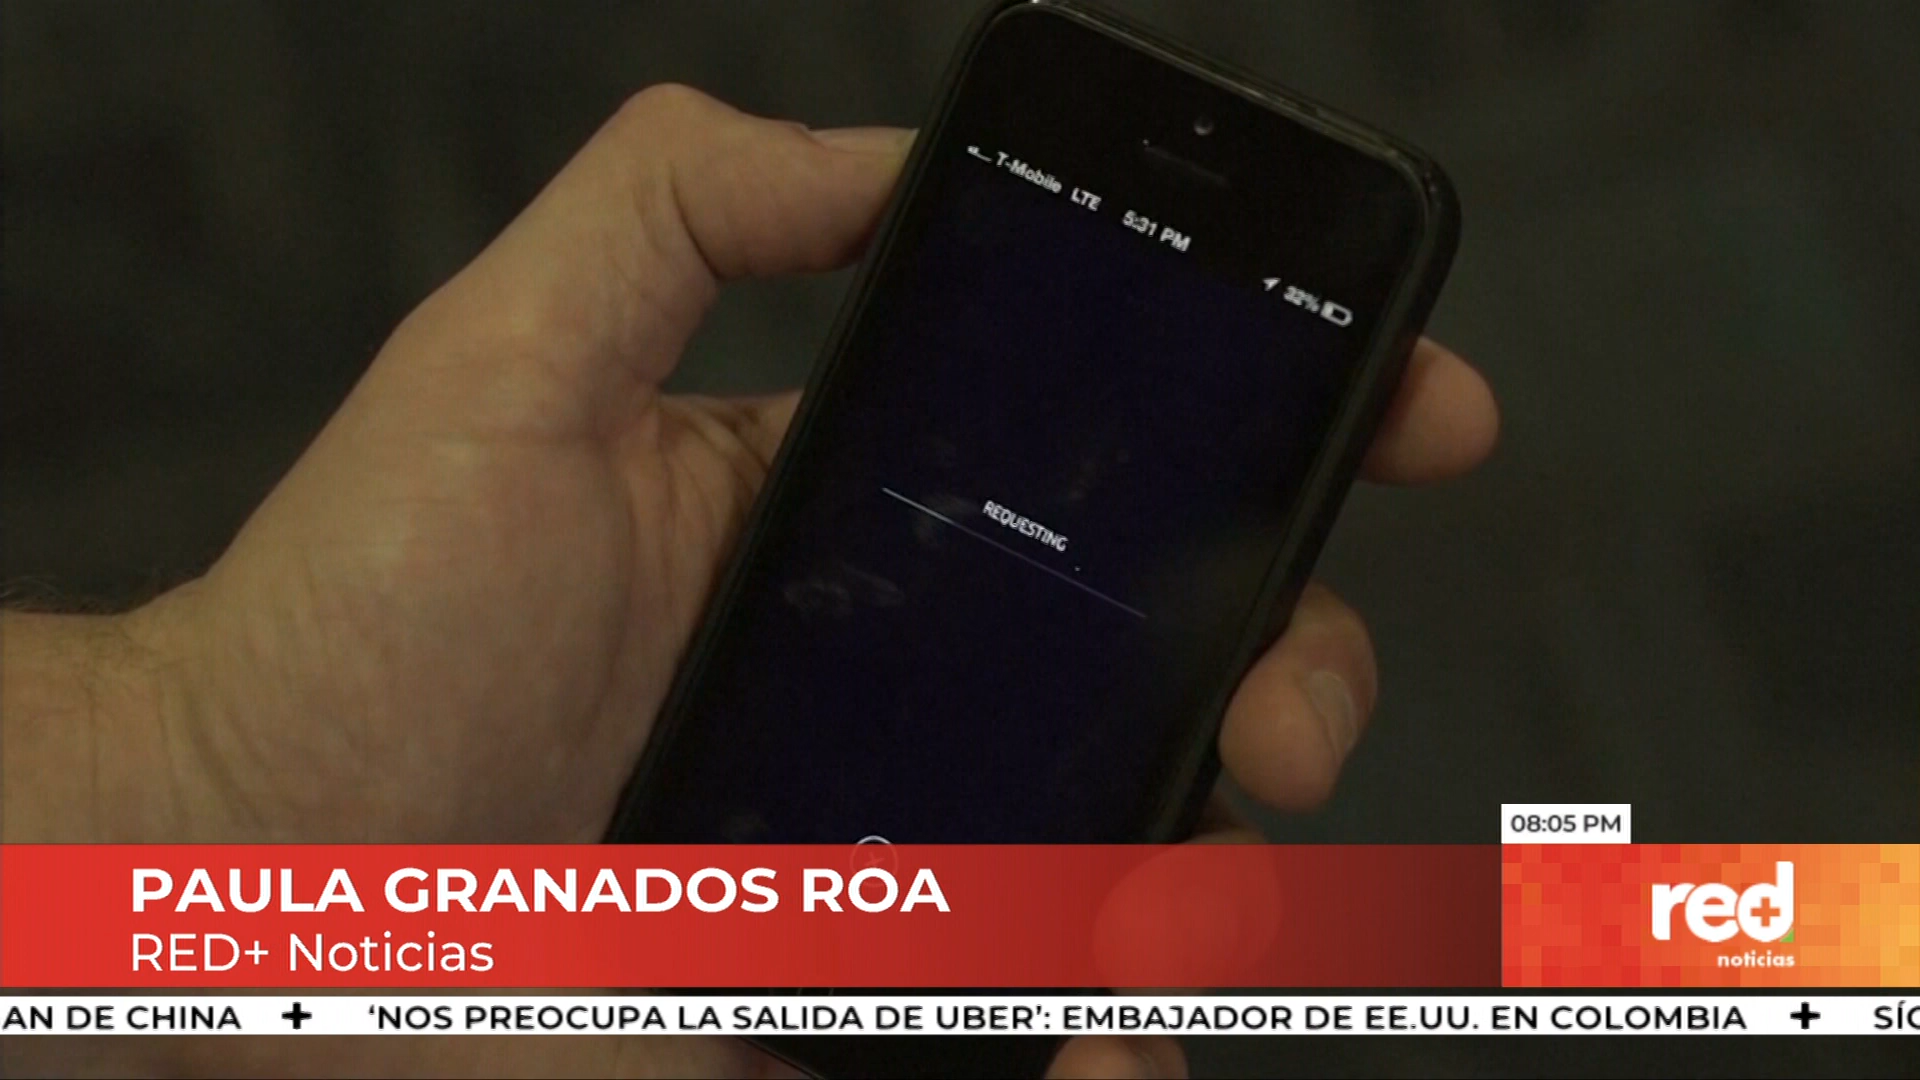 T-Mobile LTE 5:31 PM 32%
REQUESTING
08:05 PM
PAULA GRANADOS ROA
RED+ Noticias
red+
noticias
AN DE CHINA + ‘NOS PREOCUPA LA SALIDA DE UBER’: EMBAJADOR DE EE.UU. EN COLOMBIA +